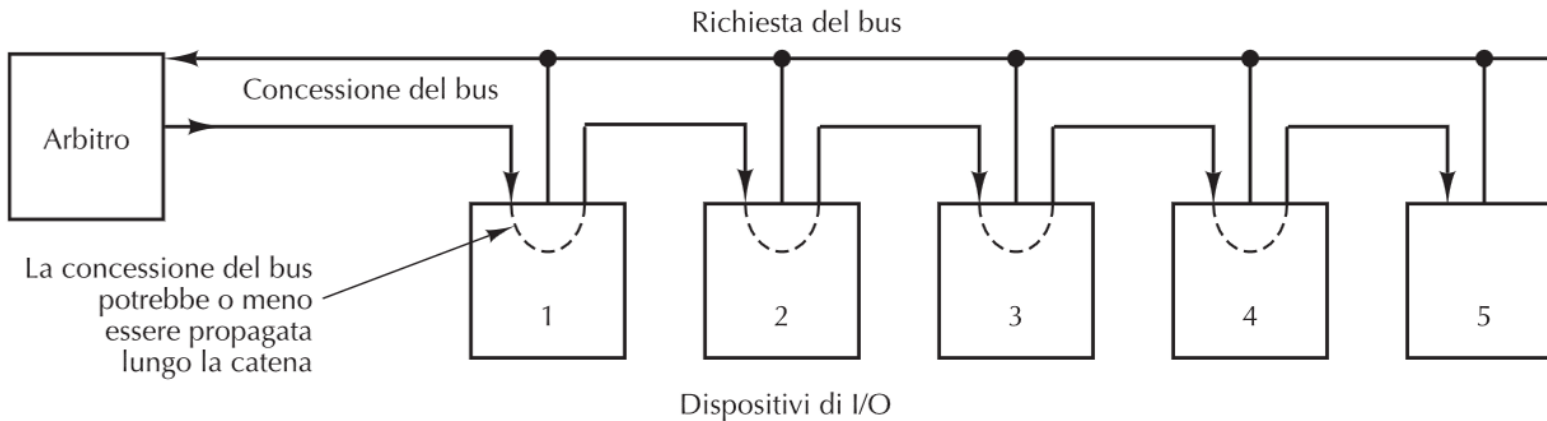 Richiesta del bus
Concessione del bus
Arbitro
La concessione del bus
potrebbe o meno
essere propagata
lungo la catena
1
2
3
4
5
Dispositivi di I/O